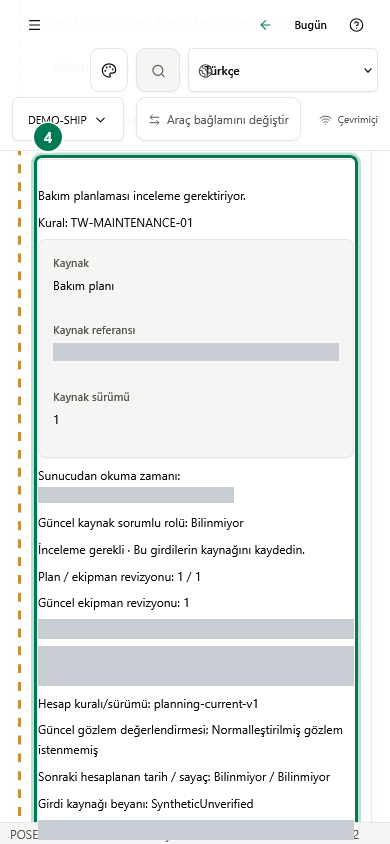 Bugün
Türkçe
DEMO-SHIP
Araç bağlamını değiştir
Çevrimiçi
4
Bakım planlaması inceleme gerektiriyor.
Kural: TW-MAINTENANCE-01
Kaynak
Bakım planı
Kaynak referansı
Kaynak sürümü
1
Sunucudan okuma zamanı:
Güncel kaynak sorumlu rolü: Bilinmiyor
İnceleme gerekli · Bu girdilerin kaynağını kaydedin.
Plan / ekipman revizyonu: 1 / 1
Güncel ekipman revizyonu: 1
Hesap kuralı/sürümü: planning-current-v1
Güncel gözlem değerlendirmesi: Normalleştirilmiş gözlem
istenmemiş
Sonraki hesaplanan tarih / sayaç: Bilinmiyor / Bilinmiyor
Girdi kaynağı beyanı: SyntheticUnverified
POSE
2